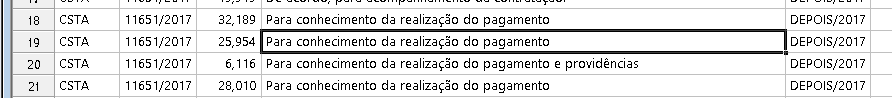 18 CSTA 11651/2017 32,189 Para conhecimento da realização do pagamento DEPOIS/2017
19 CSTA 11651/2017 25,954 Para conhecimento da realização do pagamento DEPOIS/2017
20 CSTA 11651/2017 6,116 Para conhecimento da realização do pagamento e providências DEPOIS/2017
21 CSTA 11651/2017 28,010 Para conhecimento da realização do pagamento DEPOIS/2017